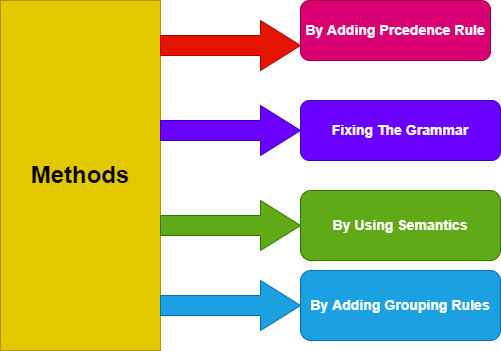 Methods
By Adding Prcedence Rule
Fixing The Grammar
By Using Semantics
By Adding Grouping Rules